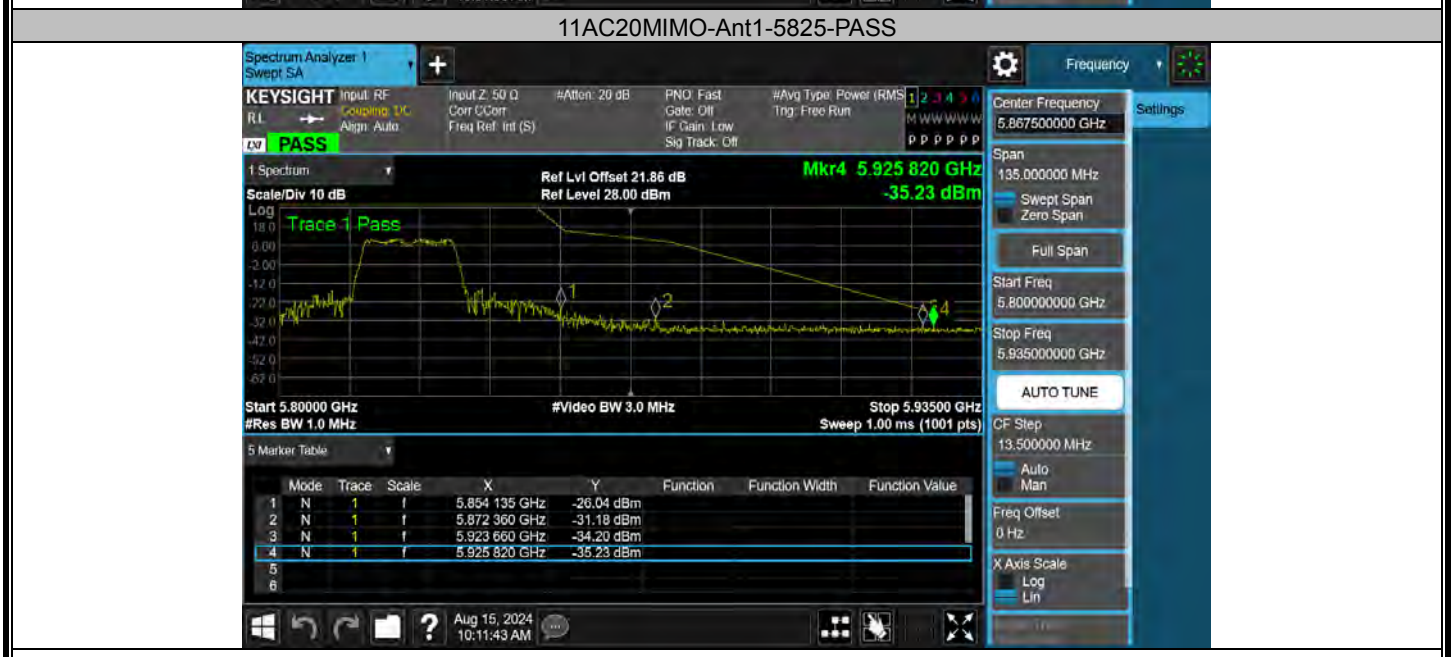 11AC20MIMO-Ant1-5825-PASS
Spectrum Analyzer 1
Swept SA
+
Frequency
Settings
KEYSIGHT Input: RF Input Z: 50 Ω #Atten: 20 dB PNO: Fast #Avg Type: Power (RMS 1 2 3 4 5 6
RL Coupling: DC Corr CCorr Gate: Off Trig: Free Run M W W W W W
Align: Auto Freq Ref: Int (S) IF Gain: Low
LXI PASS Sig Track: Off P P P P P P
1 Spectrum
Ref Lvl Offset 21.86 dB
Mkr4 5.925 820 GHz
Scale/Div 10 dB
Ref Level 28.00 dBm
-35.23 dBm
Log
Trace 1 Pass
18.0
8.00
-2.00
-12.0
-22.0
-32.0
-42.0
-52.0
-62.0
1
2
4
Start 5.80000 GHz #Video BW 3.0 MHz Stop 5.93500 GHz
#Res BW 1.0 MHz Sweep 1.00 ms (1001 pts)
5 Marker Table
Mode Trace Scale X Y Function Function Width Function Value
1 N 1 f 5.854 135 GHz -26.04 dBm
2 N 1 f 5.872 360 GHz -31.18 dBm
3 N 1 f 5.923 660 GHz -34.20 dBm
4 N 1 f 5.925 820 GHz -35.23 dBm
5
6
Center Frequency
5.867500000 GHz
Span
135.000000 MHz
Swept Span
Zero Span
Full Span
Start Freq
5.800000000 GHz
Stop Freq
5.935000000 GHz
AUTO TUNE
CF Step
13.500000 MHz
Auto
Man
Freq Offset
0 Hz
X Axis Scale
Log
Lin
?
Aug 15, 2024
10:11:43 AM